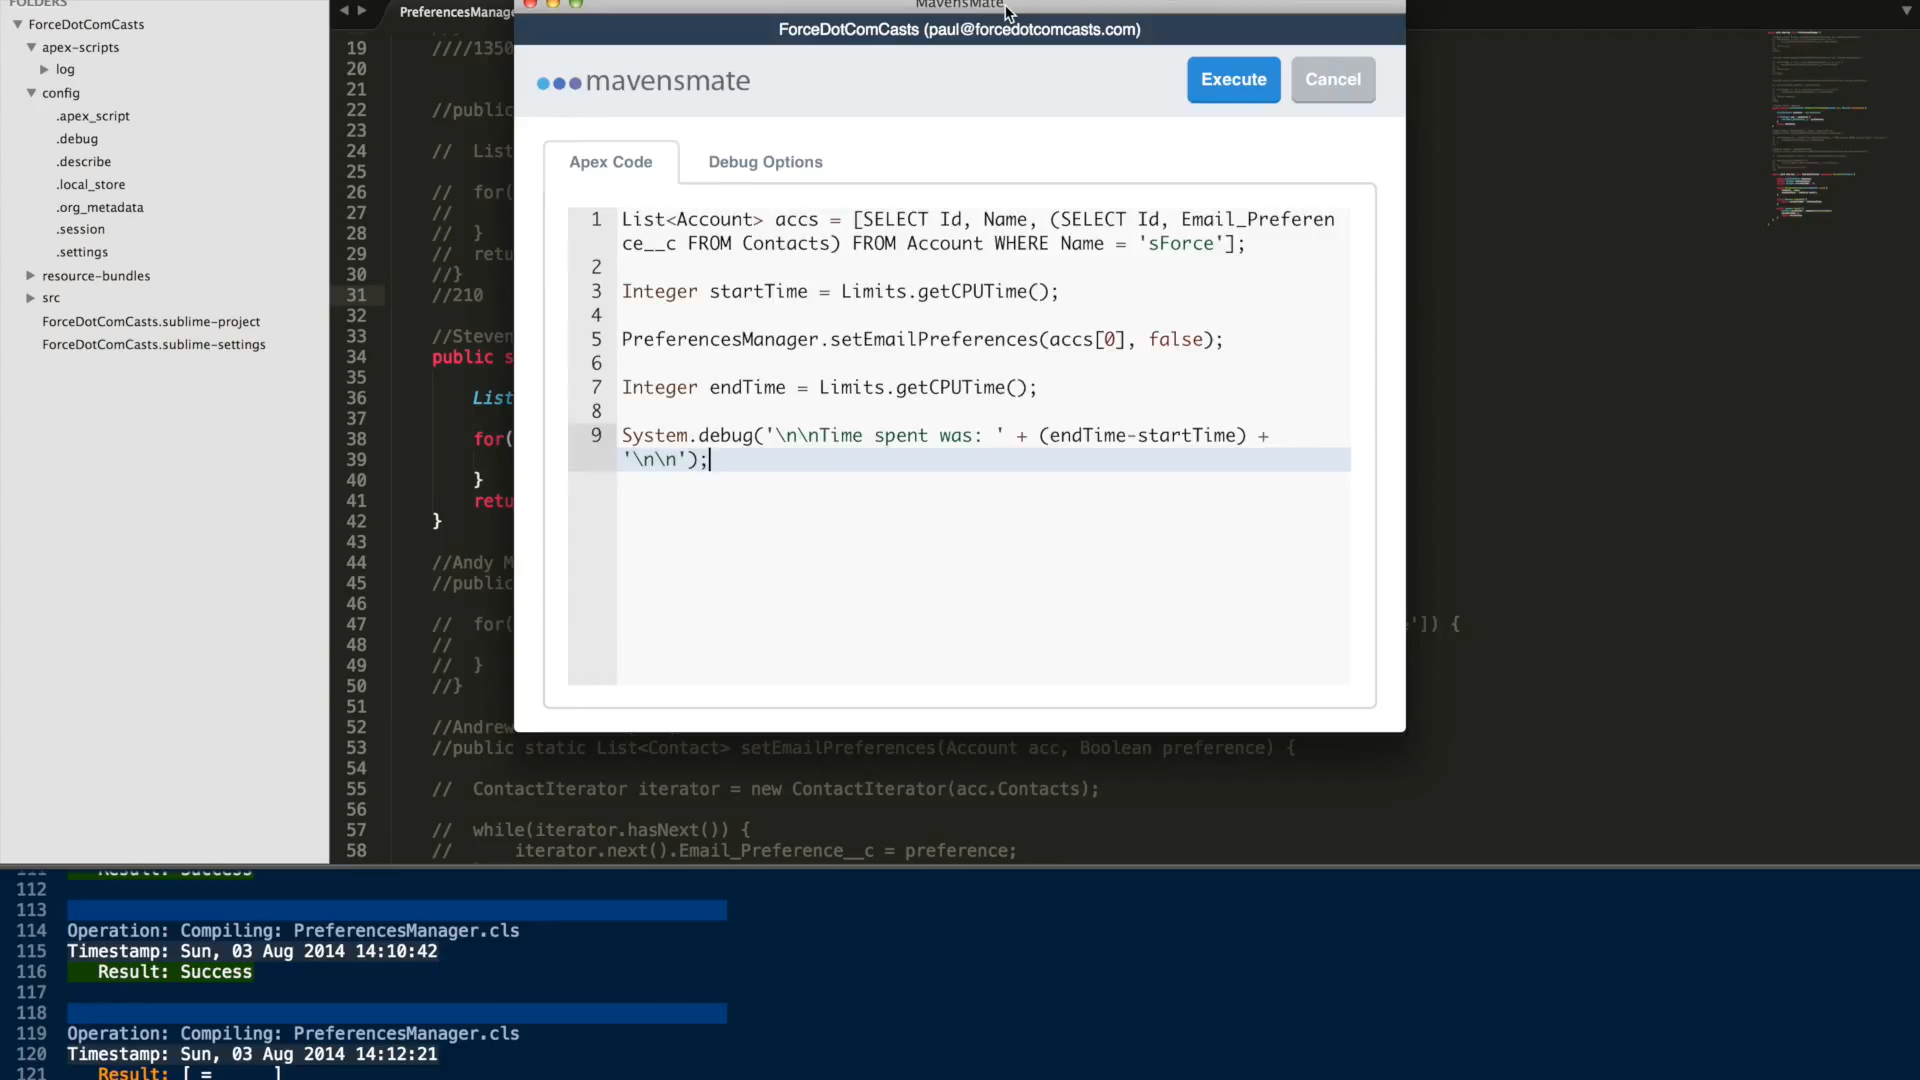 FOLDERS
ForceDotComCasts
apex-scripts
log
config
.apex_script
.debug
.describe
.local_store
.org_metadata
.session
.settings
resource-bundles
src
ForceDotComCasts.sublime-project
ForceDotComCasts.sublime-settings
PreferencesManage
19 ////1350
20
21
22 //public
23
24 // List
25
26 // for(
27 //
28 // }
29 // retu
30 //}
31 //210
32
33 //Steven
34 public s
35
36 List
37
38 for(
39
40 }
41 retu
42 }
43
44 //Andy M
45 //public
46
47 // for( ']) {
48 //
49 // }
50 //}
51
52 //Andrew
53 //public static List<Contact> setEmailPreferences(Account acc, Boolean preference) {
54
55 // ContactIterator iterator = new ContactIterator(acc.Contacts);
56
57 // while(iterator.hasNext()) {
58 // iterator.next().Email_Preference__c = preference;
MavensMate
ForceDotComCasts (paul@forcedotcomcasts.com)
mavensmate
Execute
Cancel
Apex Code
Debug Options
1 List<Account> accs = [SELECT Id, Name, (SELECT Id, Email_Preferen
ce__c FROM Contacts) FROM Account WHERE Name = 'sForce'];
2
3 Integer startTime = Limits.getCPUTime();
4
5 PreferencesManager.setEmailPreferences(accs[0], false);
6
7 Integer endTime = Limits.getCPUTime();
8
9 System.debug('\n\nTime spent was: ' + (endTime-startTime) +
'\n\n');
111 Result: Success
112
113
114 Operation: Compiling: PreferencesManager.cls
115 Timestamp: Sun, 03 Aug 2014 14:10:42
116 Result: Success
117
118
119 Operation: Compiling: PreferencesManager.cls
120 Timestamp: Sun, 03 Aug 2014 14:12:21
121 Result: [ = ]